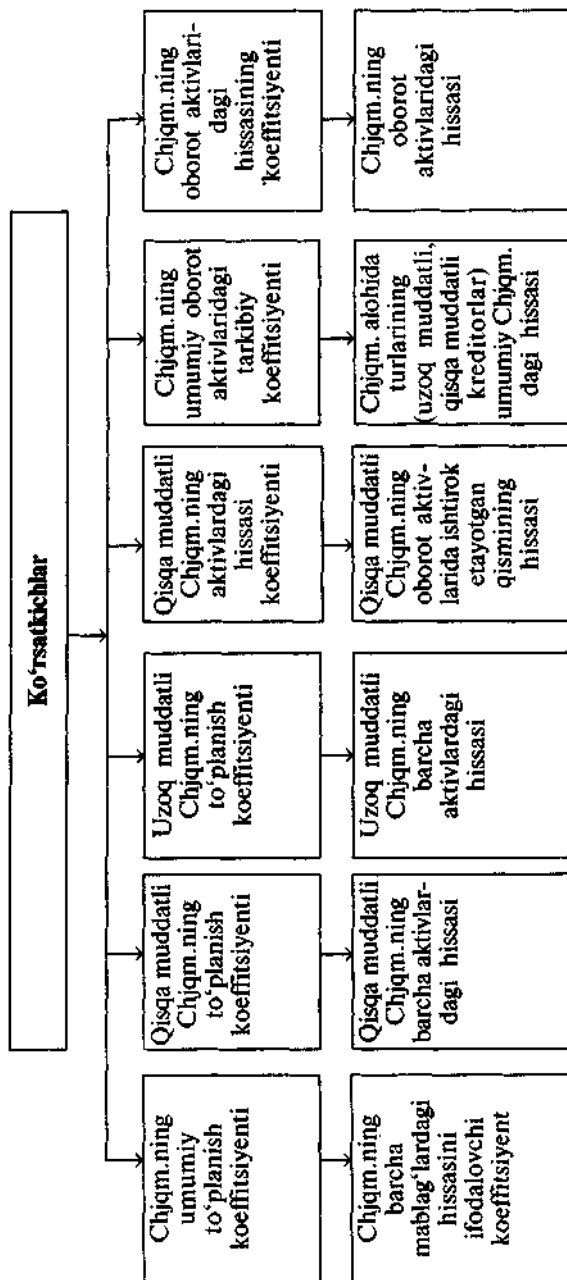 Ko‘rsatkichlar
Chjqm.ning
umumiy
to‘planish
koeffitsiyenti
Qisqa muddatli
Chjqm.ning
to‘planish
koeffitsiyenti
Uzoq muddatli
Chjqm.ning
to‘planish
koeffitsiyenti
Qisqa muddatli
Chjqm.ning
aktivlardagi
hissasi
koeffitsiyenti
Chjqm.ning
umumiy oborot
aktivlaridagi
tarkibiy
koeffitsiyenti
Chjqm.ning
oborot aktivlari-
dagi
hissasining
koeffitsiyenti
Chjqm.ning
barcha
mablag‘lardagi
hissasini
ifodalovchi
koeffitsiyent
Qisqa muddatli
Chjqm.ning
barcha aktivlar-
dagi hissasi
Uzoq muddatli
Chjqm.ning
barcha
aktivlardagi
hissasi
Qisqa muddatli
Chjqm.ning
oborot aktiv-
larida ishtirok
etayotgan
qismining
hissasi
Chjqm. alohida
turlarining
(uzoq muddatli,
qisqa muddatli
kreditorlar)
umumiy Chjqm.
dagi hissasi
Chjqm.ning
oborot
aktivlaridagi
hissasi